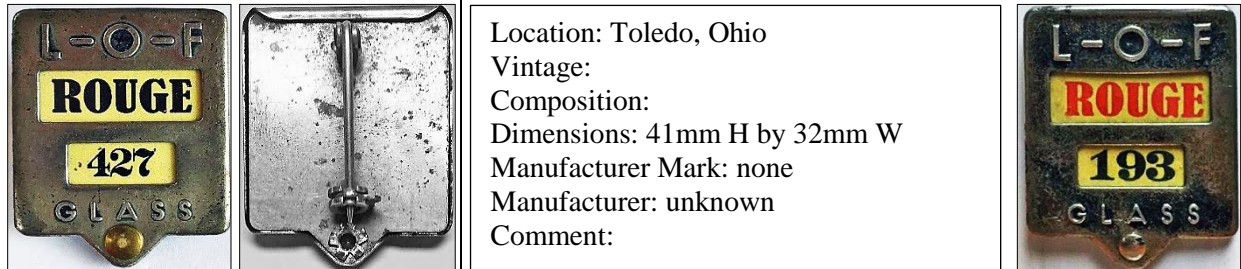 L-O-F
ROUGE
427
GLASS
Location: Toledo, Ohio
Vintage:
Composition:
Dimensions: 41mm H by 32mm W
Manufacturer Mark: none
Manufacturer: unknown
Comment:
L-O-F
ROUGE
193
GLASS